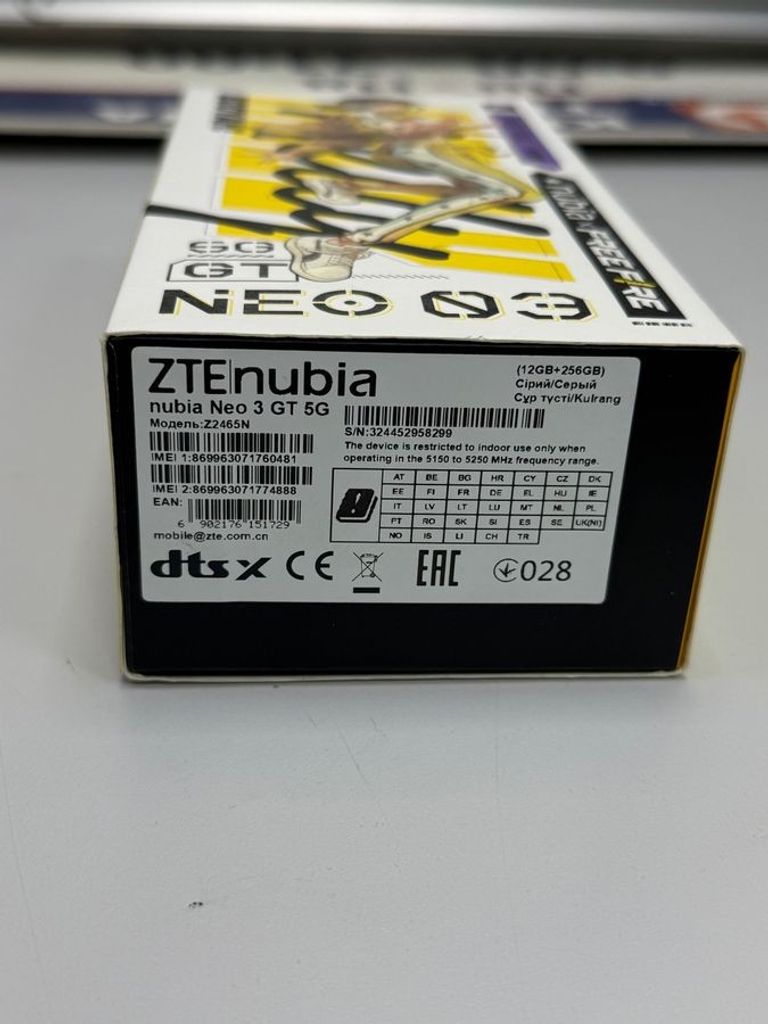 nubia × FREEFIRE
5G
GT
NEO 03
ZTE|nubia
nubia Neo 3 GT 5G
Модель:Z2465N
IMEI 1:869963071760481
IMEI 2:869963071774888
EAN:
6 902176 151729
mobile@zte.com.cn
(12GB+256GB)
Сірий/Серый
Сұр түсті/Kulrang
S/N:324452958299
The device is restricted to indoor use only when
operating in the 5150 to 5250 MHz frequency range.
AT BE BG HR CY CZ DK
EE FI FR DE EL HU IE
IT LV LT LU MT NL PL
PT RO SK SI ES SE UK(NI)
NO IS LI CH TR
dts X CE EAC 028